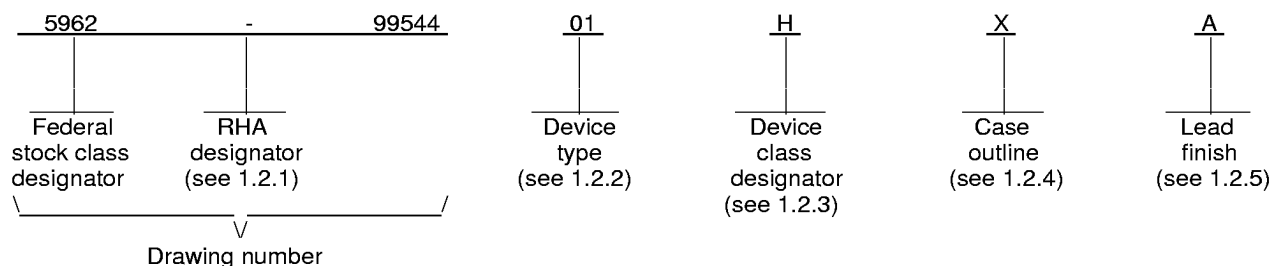 5962 - 99544 01 H X A
Federal RHA Device Device Case Lead
stock class designator type class outline finish
designator (see 1.2.1) (see 1.2.2) designator (see 1.2.4) (see 1.2.5)
(see 1.2.3)
Drawing number